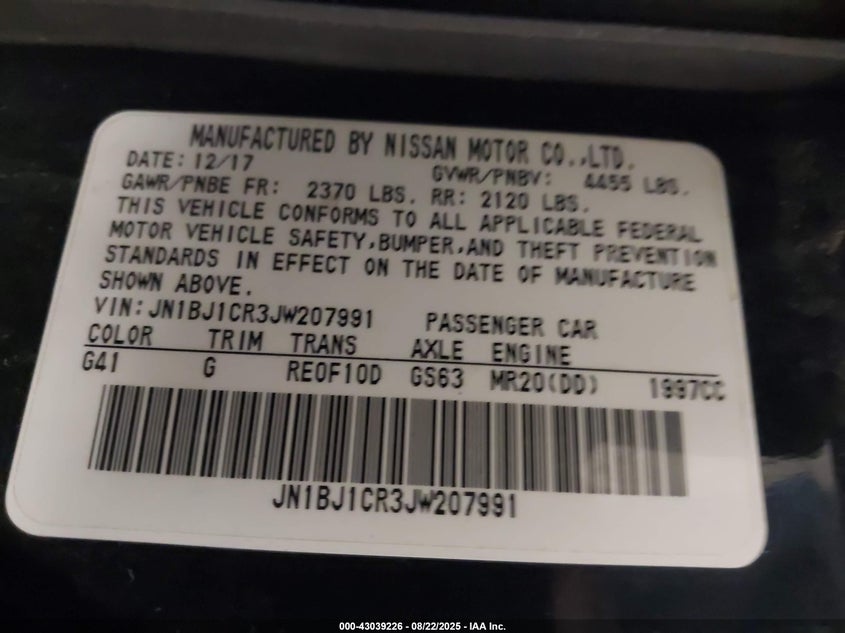 MANUFACTURED BY NISSAN MOTOR CO.,LTD.
DATE: 12/17 GVWR/PNBV: 4455 LBS.
GAWR/PNBE FR: 2370 LBS. RR: 2120 LBS.
THIS VEHICLE CONFORMS TO ALL APPLICABLE FEDERAL
MOTOR VEHICLE SAFETY,BUMPER,AND THEFT PREVENTION
STANDARDS IN EFFECT ON THE DATE OF MANUFACTURE
SHOWN ABOVE.
VIN: JN1BJ1CR3JW207991 PASSENGER CAR
COLOR TRIM TRANS AXLE ENGINE
G41 G RE0F10D GS63 MR20(DD) 1997CC
JN1BJ1CR3JW207991
000-43039226 - 08/22/2025 - IAA Inc.